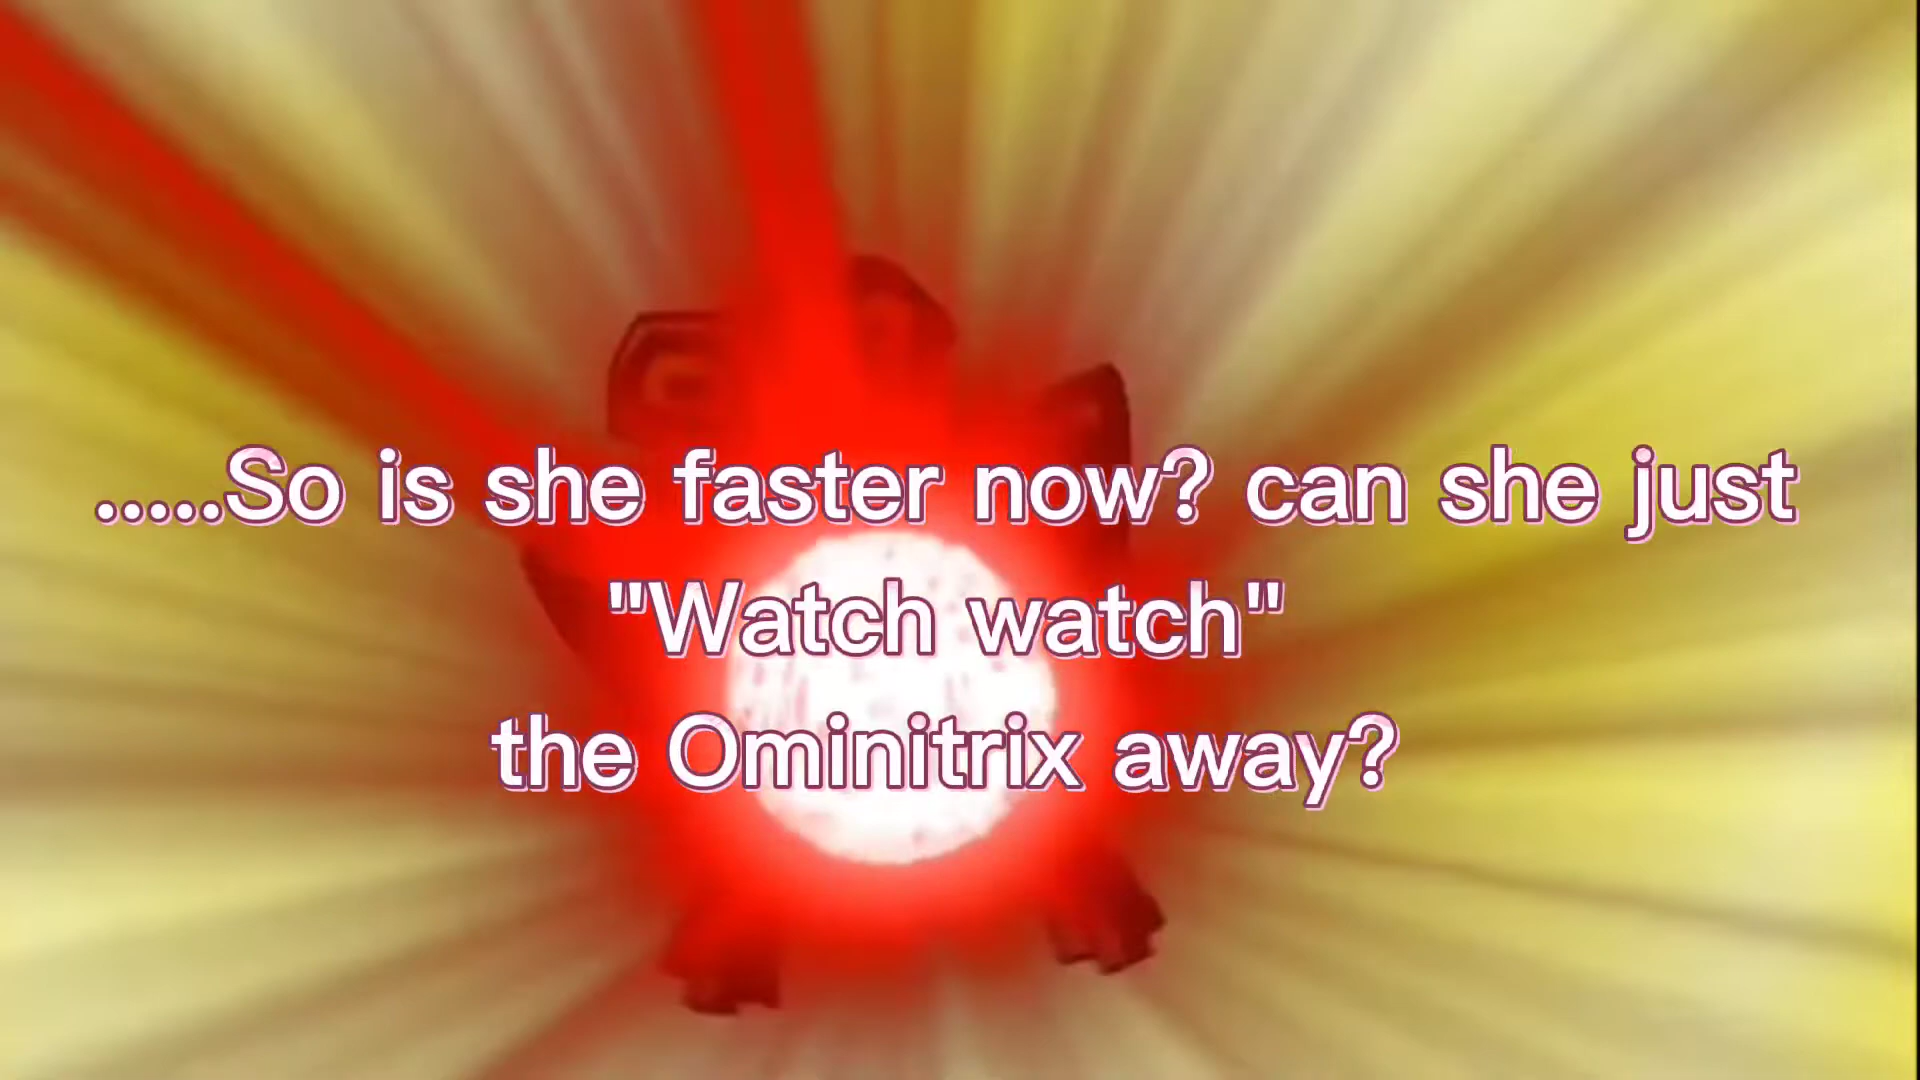 .....So is she faster now? can she just
"Watch watch"
the Ominitrix away?